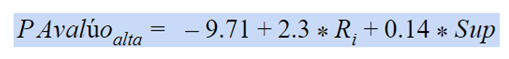 P Avalúo_alta = – 9.71 + 2.3 * R_i + 0.14 * Sup